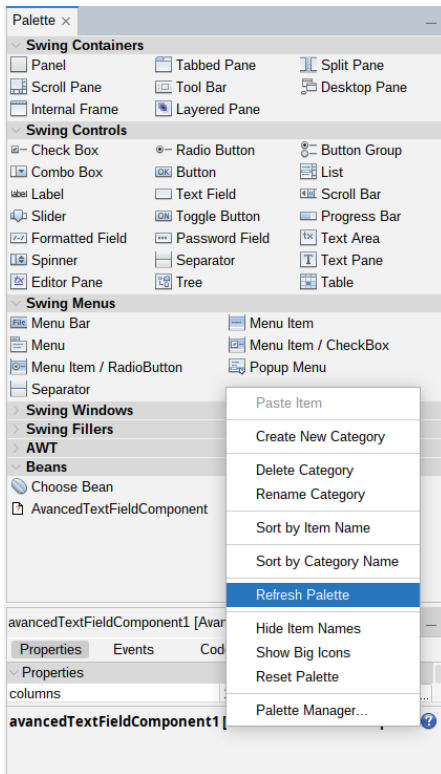 Palette ×
Swing Containers
Panel Tabbed Pane Split Pane
Scroll Pane Tool Bar Desktop Pane
Internal Frame Layered Pane
Swing Controls
Check Box Radio Button Button Group
Combo Box OK Button List
label Label Text Field Scroll Bar
Slider ON Toggle Button Progress Bar
Formatted Field Password Field Text Area
Spinner Separator T Text Pane
Editor Pane Tree Table
Swing Menus
File Menu Bar Menu Item
Menu Menu Item / CheckBox
Menu Item / RadioButton Popup Menu
Separator
Swing Windows
Swing Fillers
AWT
Beans
Choose Bean
? AvancedTextFieldComponent
Paste Item
Create New Category
Delete Category
Rename Category
Sort by Item Name
Sort by Category Name
Refresh Palette
Hide Item Names
Show Big Icons
Reset Palette
Palette Manager...
avancedTextFieldComponent1 [Avan
Properties Events Cod
Properties
columns ...
avancedTextFieldComponent1 [ ?